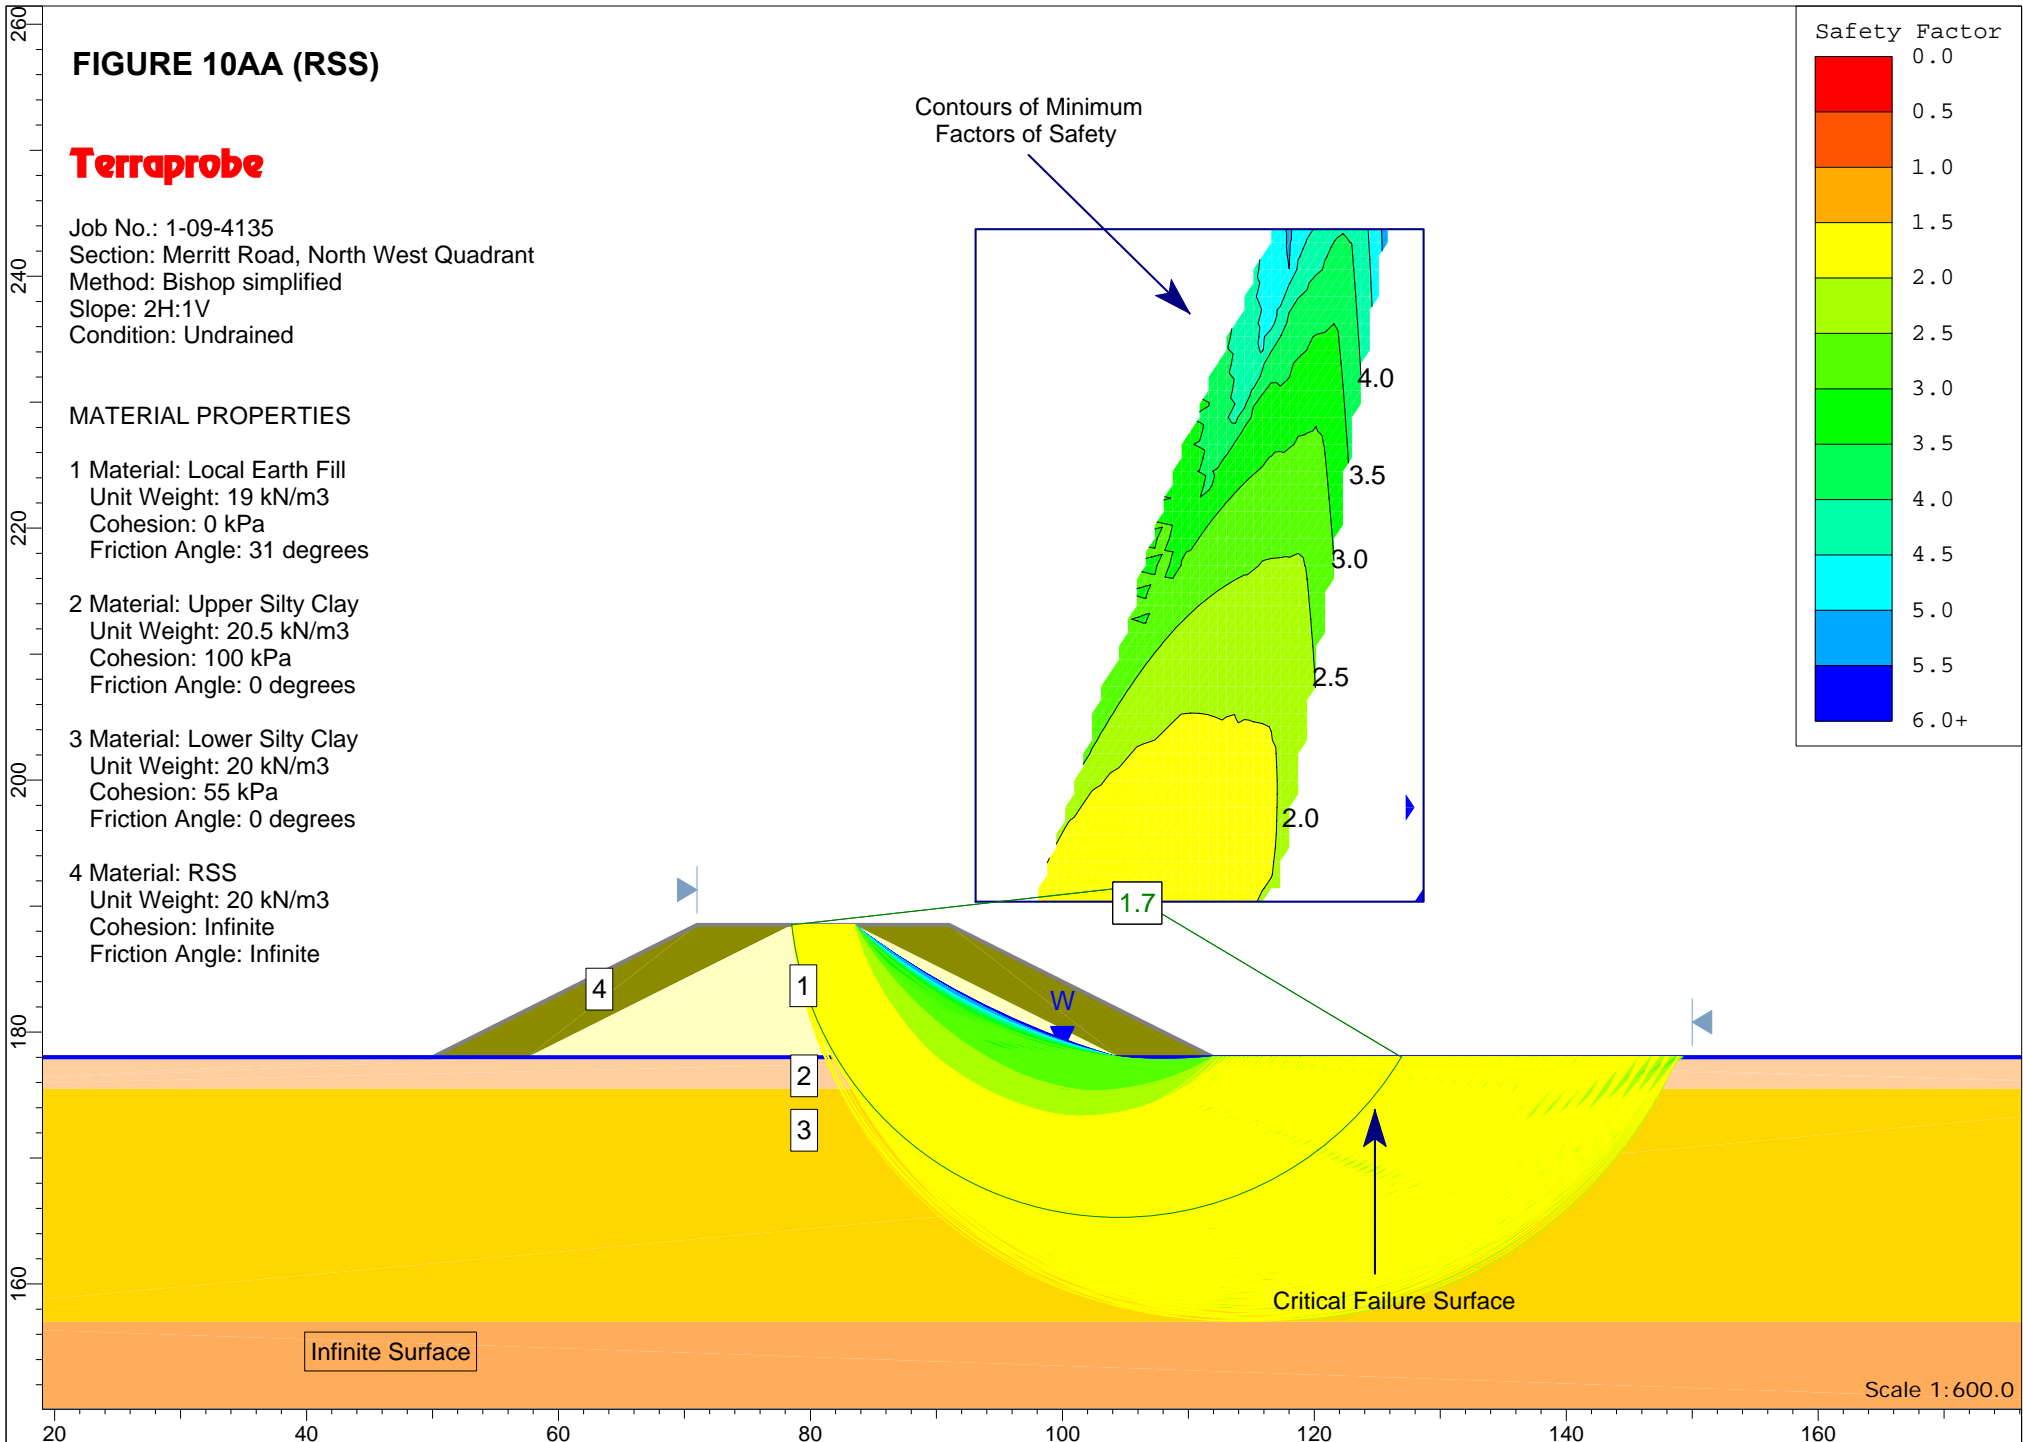 FIGURE 10AA (RSS)
Terraprobe
Job No.: 1-09-4135
Section: Merritt Road, North West Quadrant
Method: Bishop simplified
Slope: 2H:1V
Condition: Undrained
MATERIAL PROPERTIES
1 Material: Local Earth Fill
Unit Weight: 19 kN/m3
Cohesion: 0 kPa
Friction Angle: 31 degrees
2 Material: Upper Silty Clay
Unit Weight: 20.5 kN/m3
Cohesion: 100 kPa
Friction Angle: 0 degrees
3 Material: Lower Silty Clay
Unit Weight: 20 kN/m3
Cohesion: 55 kPa
Friction Angle: 0 degrees
4 Material: RSS
Unit Weight: 20 kN/m3
Cohesion: Infinite
Friction Angle: Infinite
Contours of Minimum
Factors of Safety
4.0
3.5
3.0
2.5
2.0
1.7
Safety Factor
0.0
0.5
1.0
1.5
2.0
2.5
3.0
3.5
4.0
4.5
5.0
5.5
6.0+
4
1
W
2
3
Critical Failure Surface
Infinite Surface
Scale 1:600.0
260
240
220
200
180
160
20
40
60
80
100
120
140
160